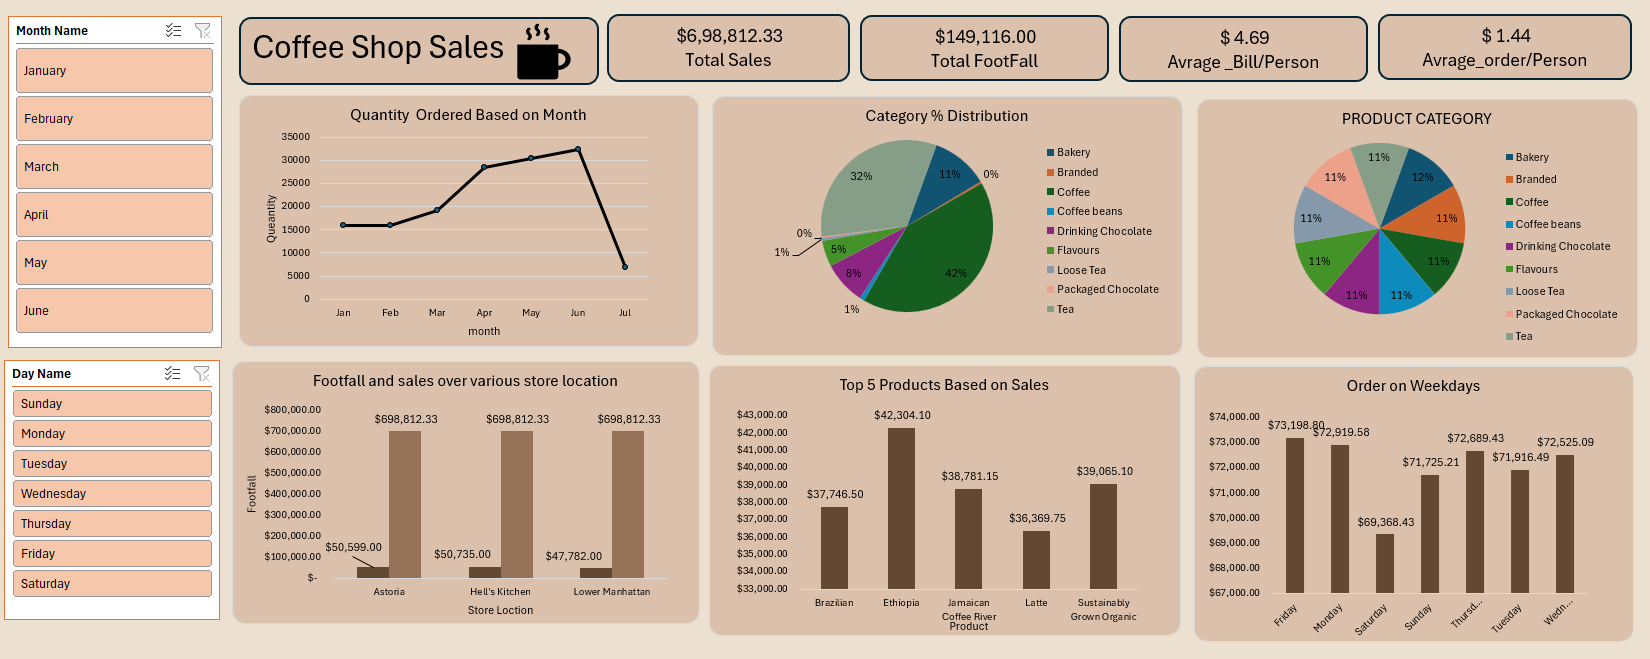 Month Name
January
February
March
April
May
June
Day Name
Sunday
Monday
Tuesday
Wednesday
Thursday
Friday
Saturday
Coffee Shop Sales
$6,98,812.33
Total Sales
$149,116.00
Total FootFall
$ 4.69
Avrage _Bill/Person
$ 1.44
Avrage_order/Person
Quantity Ordered Based on Month
35000
30000
25000
20000
15000
10000
5000
0
Queantity
Jan Feb Mar Apr May Jun Jul
month
Category % Distribution
32%
11%
0%
0%
1%
5%
8%
1%
42%
Bakery
Branded
Coffee
Coffee beans
Drinking Chocolate
Flavours
Loose Tea
Packaged Chocolate
Tea
PRODUCT CATEGORY
11%
12%
11%
11%
11%
11%
11%
11%
11%
Bakery
Branded
Coffee
Coffee beans
Drinking Chocolate
Flavours
Loose Tea
Packaged Chocolate
Tea
Footfall and sales over various store location
$800,000.00
$700,000.00
$600,000.00
$500,000.00
$400,000.00
$300,000.00
$200,000.00
$100,000.00
$-
Footfall
$698,812.33 $698,812.33 $698,812.33
$50,599.00 $50,735.00 $47,782.00
Astoria Hell's Kitchen Lower Manhattan
Store Loction
Top 5 Products Based on Sales
$43,000.00
$42,000.00
$41,000.00
$40,000.00
$39,000.00
$38,000.00
$37,000.00
$36,000.00
$35,000.00
$34,000.00
$33,000.00
$37,746.50
$42,304.10
$38,781.15
$36,369.75
$39,065.10
Brazilian Ethiopia Jamaican Latte Sustainably
Coffee River Grown Organic
Product
Order on Weekdays
$74,000.00
$73,000.00
$72,000.00
$71,000.00
$70,000.00
$69,000.00
$68,000.00
$67,000.00
$73,198.80
$72,919.58
$69,368.43
$71,725.21
$72,689.43
$71,916.49
$72,525.09
Friday
Monday
Saturday
Sunday
Thursd...
Tuesday
Wedn...